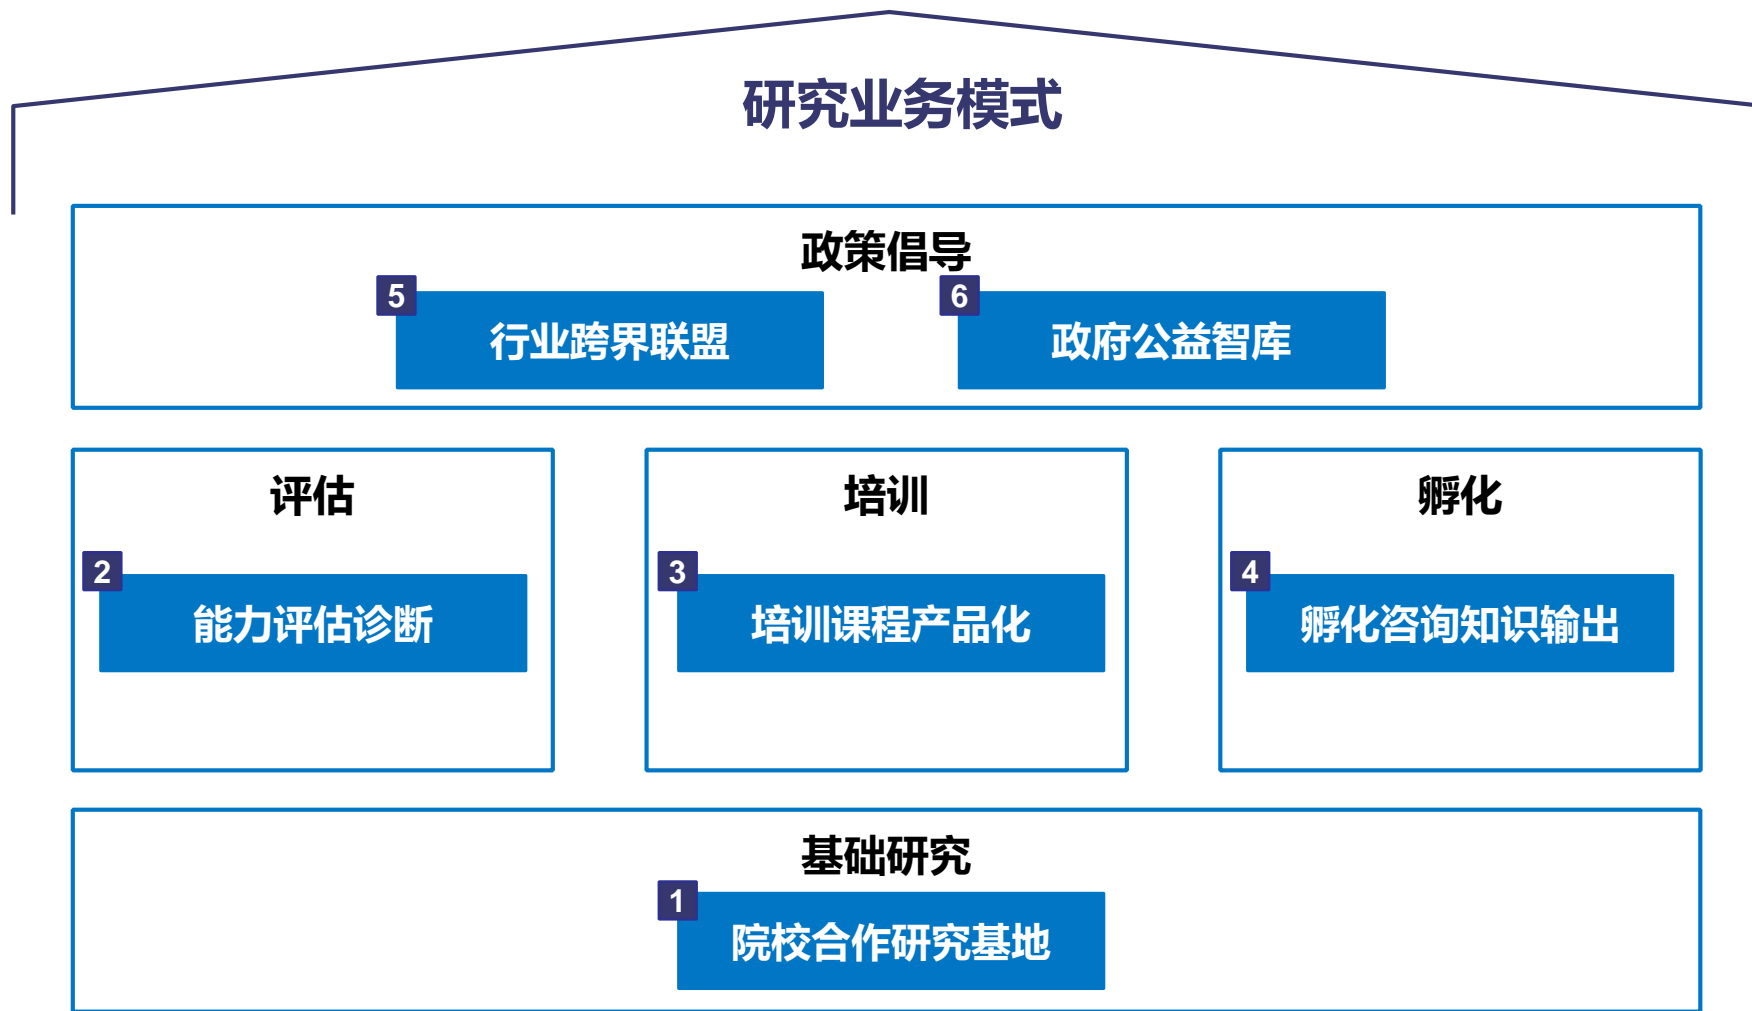 研究业务模式
政策倡导
5
行业跨界联盟
6
政府公益智库
评估
2
能力评估诊断
培训
3
培训课程产品化
孵化
4
孵化咨询知识输出
基础研究
1
院校合作研究基地